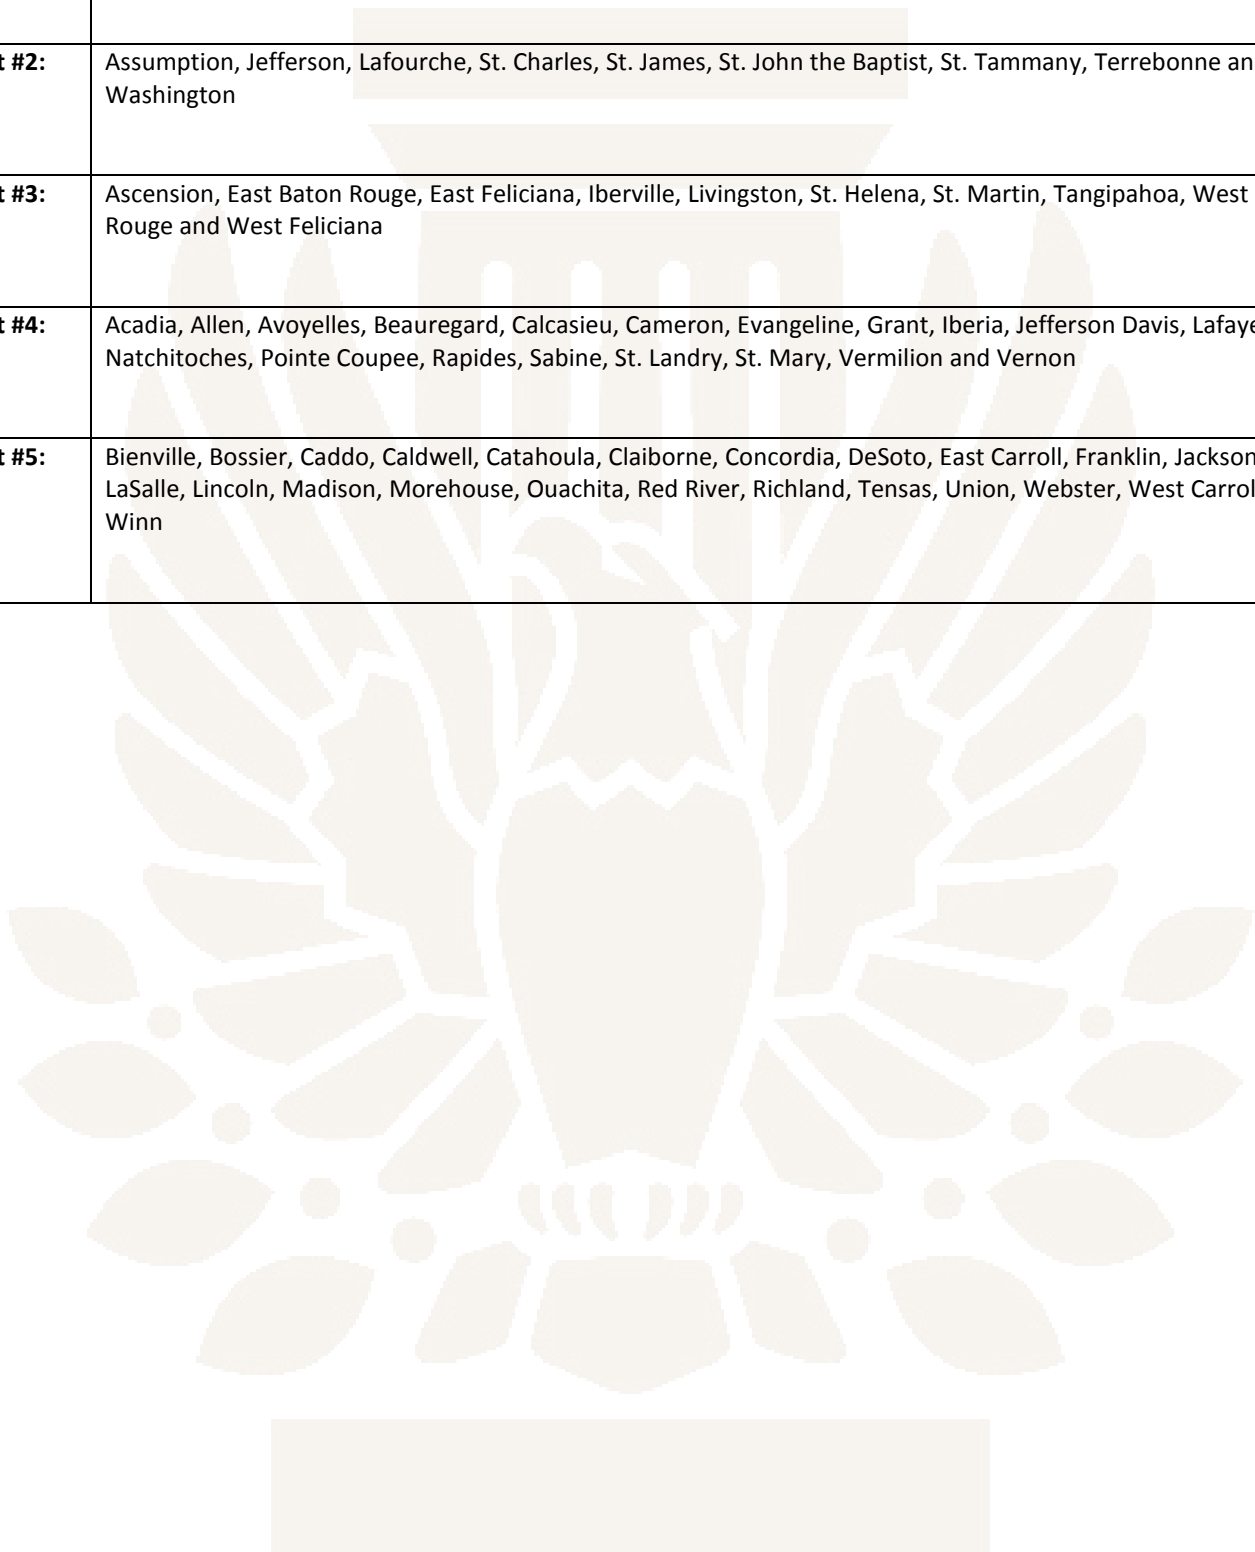 t #2: Assumption, Jefferson, Lafourche, St. Charles, St. James, St. John the Baptist, St. Tammany, Terrebonne an
Washington
t #3: Ascension, East Baton Rouge, East Feliciana, Iberville, Livingston, St. Helena, St. Martin, Tangipahoa, West
Rouge and West Feliciana
t #4: Acadia, Allen, Avoyelles, Beauregard, Calcasieu, Cameron, Evangeline, Grant, Iberia, Jefferson Davis, Lafaye
Natchitoches, Pointe Coupee, Rapides, Sabine, St. Landry, St. Mary, Vermilion and Vernon
t #5: Bienville, Bossier, Caddo, Caldwell, Catahoula, Claiborne, Concordia, DeSoto, East Carroll, Franklin, Jackson
LaSalle, Lincoln, Madison, Morehouse, Ouachita, Red River, Richland, Tensas, Union, Webster, West Carrol
Winn